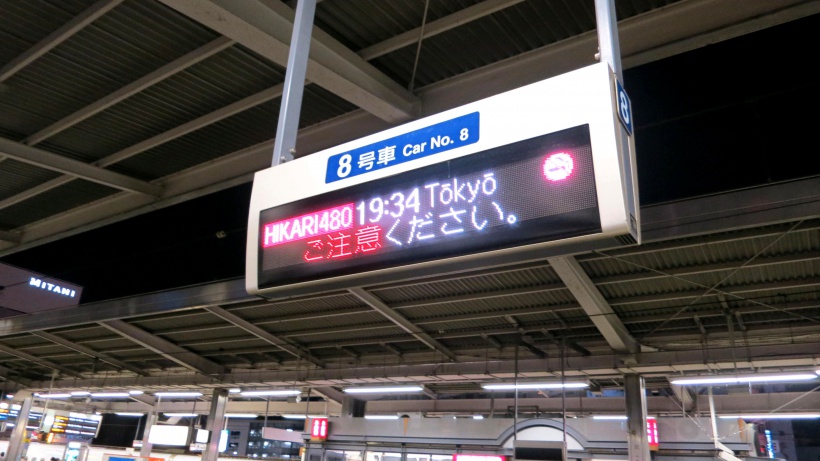 8号車 Car No. 8
8
HIKARI480 19:34 Tōkyō
ご注意ください。
MITANI